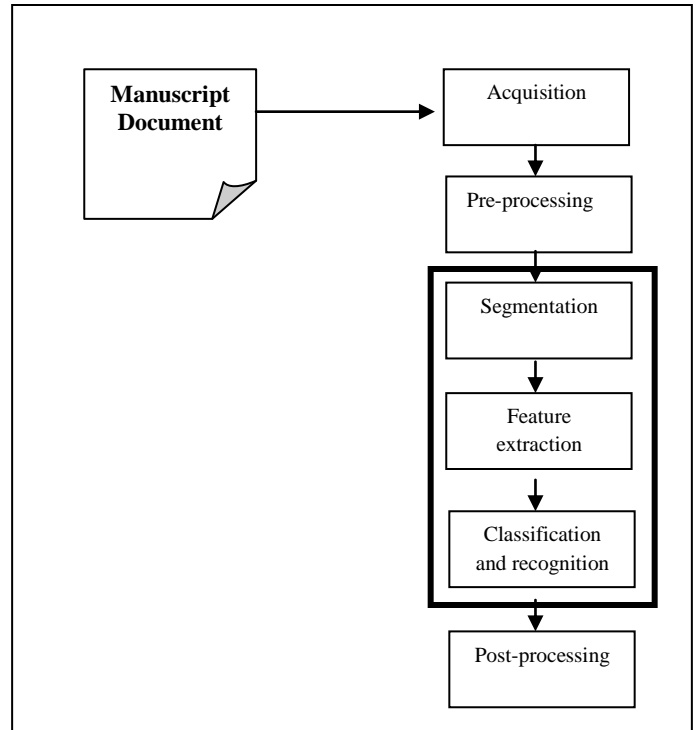 Manuscript
Document
Acquisition
Pre-processing
Segmentation
Feature
extraction
Classification
and recognition
Post-processing